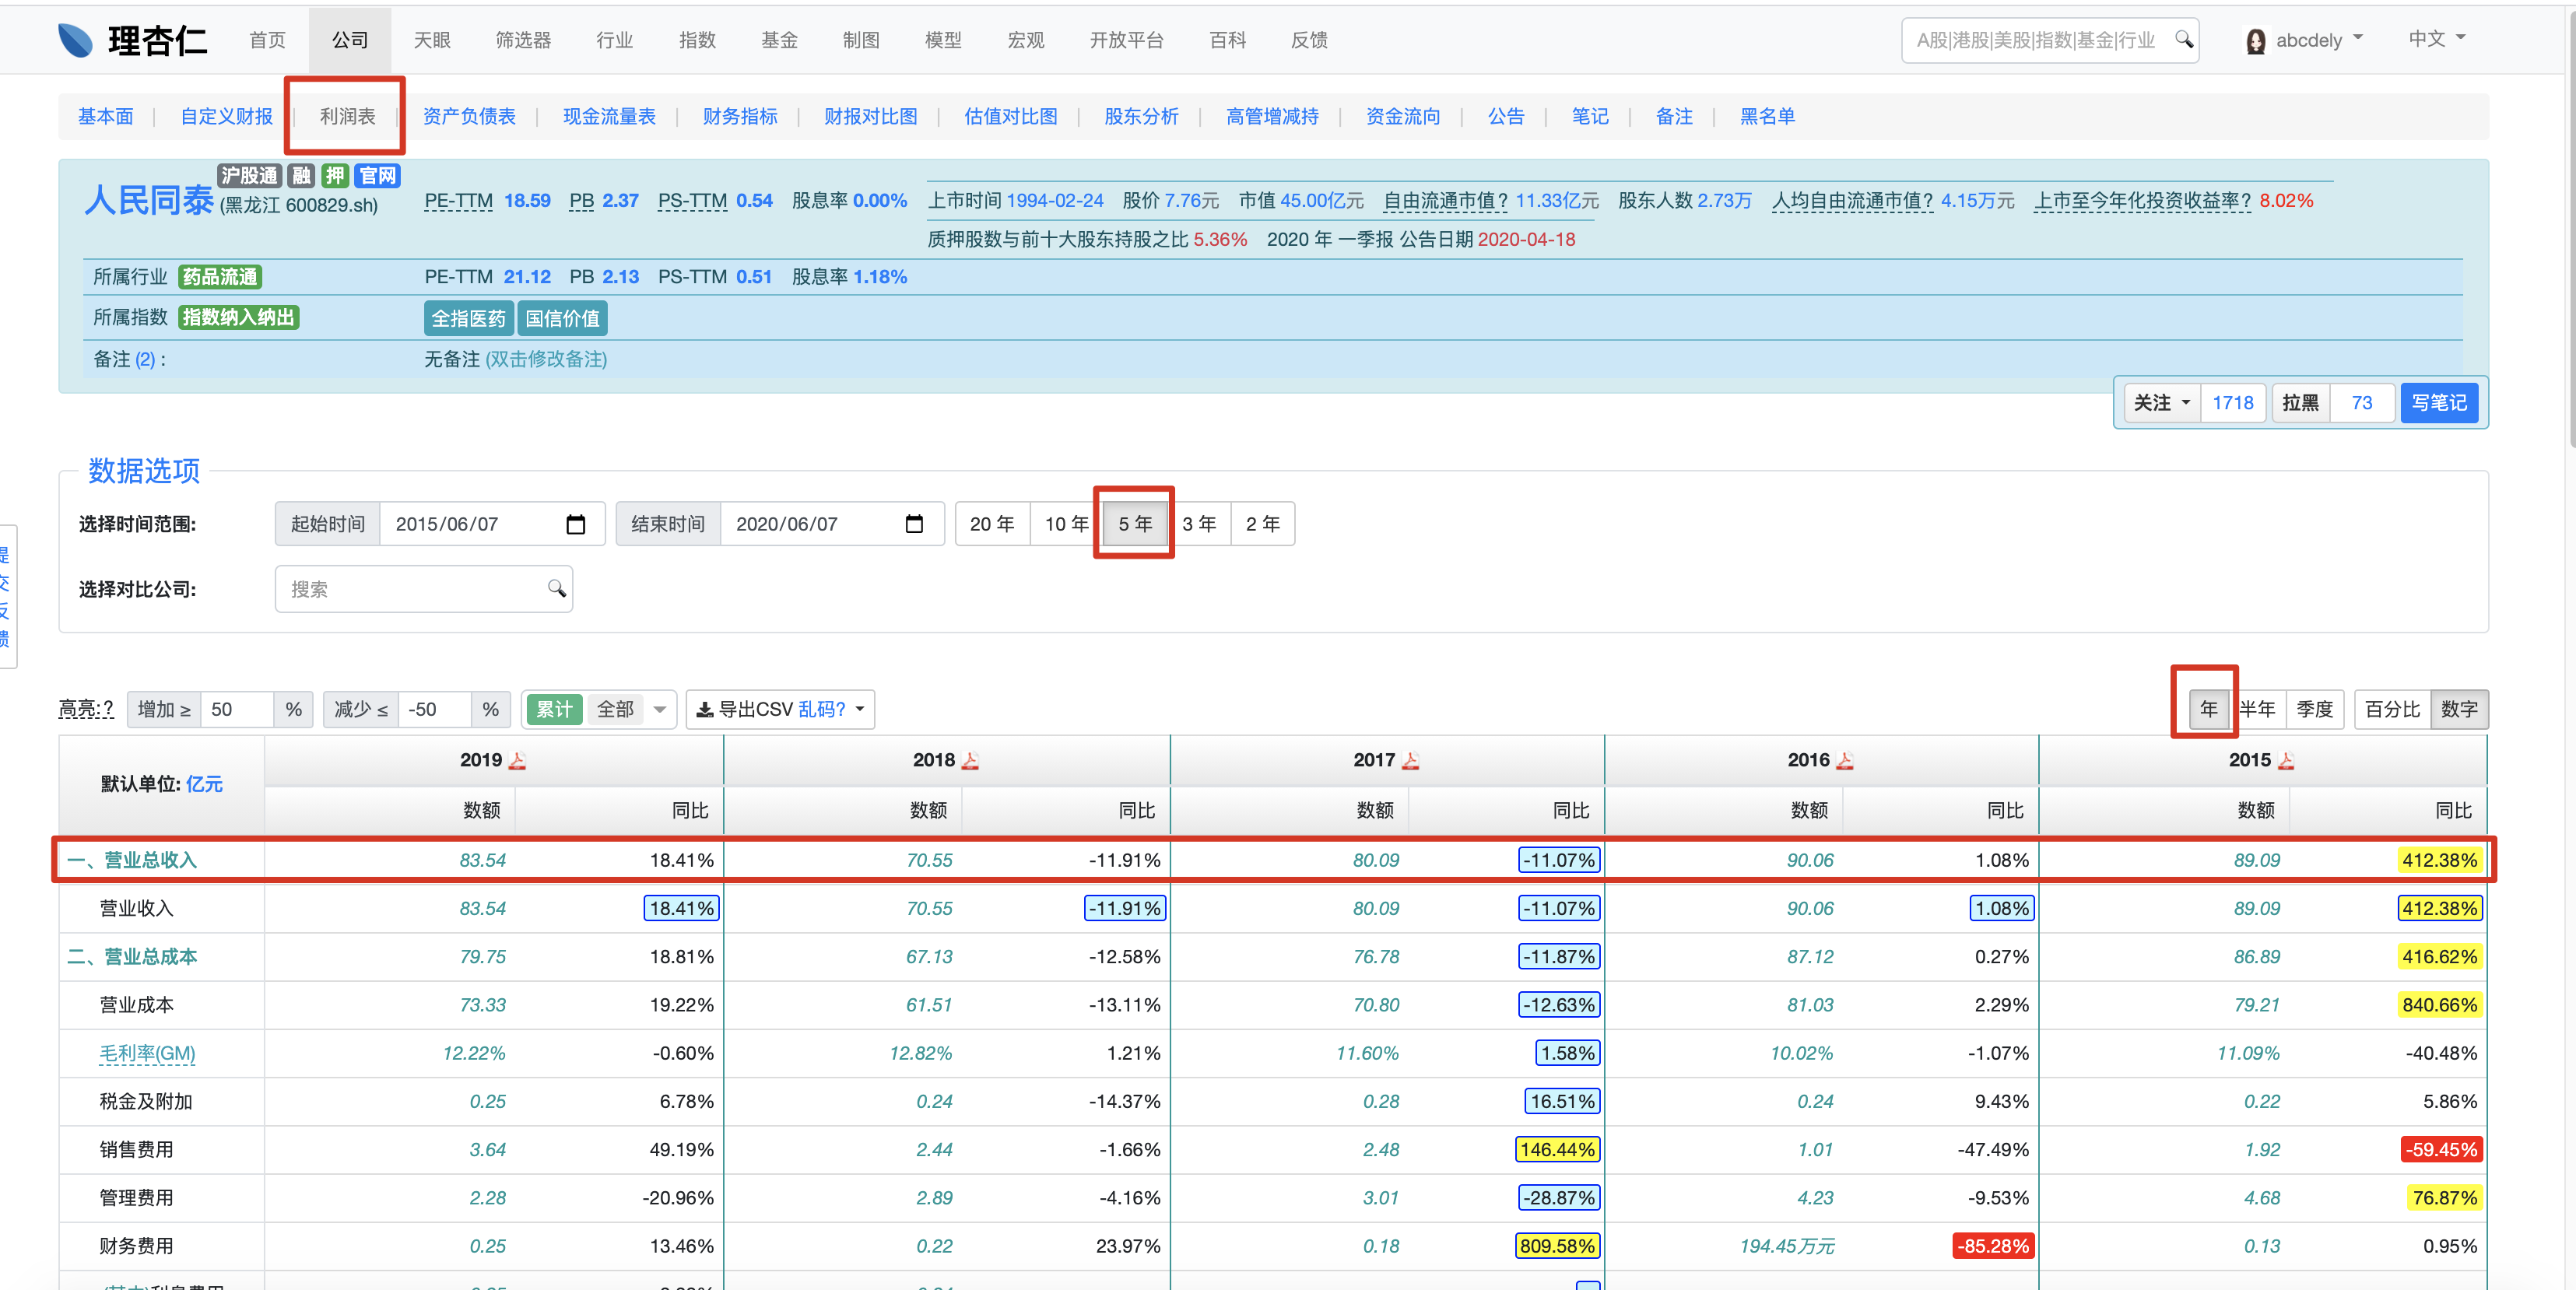 理杏仁 首页 公司 天眼 筛选器 行业 指数 基金 制图 模型 宏观 开放平台 百科 反馈 A股|港股|美股|指数|基金|行业 abcdely 中文
基本面 | 自定义财报 | 利润表 | 资产负债表 | 现金流量表 | 财务指标 | 财报对比图 | 估值对比图 | 股东分析 | 高管增减持 | 资金流向 | 公告 | 笔记 | 备注 | 黑名单
沪股通 融 押 官网
人民同泰 (黑龙江 600829.sh) PE-TTM 18.59 PB 2.37 PS-TTM 0.54 股息率 0.00% 上市时间 1994-02-24 股价 7.76元 市值 45.00亿元 自由流通市值? 11.33亿元 股东人数 2.73万 人均自由流通市值? 4.15万元 上市至今年化投资收益率? 8.02%
质押股数与前十大股东持股之比 5.36% 2020 年 一季报 公告日期 2020-04-18
所属行业 药品流通 PE-TTM 21.12 PB 2.13 PS-TTM 0.51 股息率 1.18%
所属指数 指数纳入纳出 全指医药 国信价值
备注 (2) : 无备注 (双击修改备注)
关注 1718 拉黑 73 写笔记
数据选项
选择时间范围: 起始时间 2015/06/07 结束时间 2020/06/07 20 年 10 年 5 年 3 年 2 年
选择对比公司: 搜索
提交反馈
高亮:? 增加 ≥ 50 % 减少 ≤ -50 % 累计 全部 导出CSV 乱码? 年 半年 季度 百分比 数字
默认单位: 亿元 2019 2018 2017 2016 2015
数额 同比 数额 同比 数额 同比 数额 同比 数额 同比
一、营业总收入 83.54 18.41% 70.55 -11.91% 80.09 -11.07% 90.06 1.08% 89.09 412.38%
营业收入 83.54 18.41% 70.55 -11.91% 80.09 -11.07% 90.06 1.08% 89.09 412.38%
二、营业总成本 79.75 18.81% 67.13 -12.58% 76.78 -11.87% 87.12 0.27% 86.89 416.62%
营业成本 73.33 19.22% 61.51 -13.11% 70.80 -12.63% 81.03 2.29% 79.21 840.66%
毛利率(GM) 12.22% -0.60% 12.82% 1.21% 11.60% 1.58% 10.02% -1.07% 11.09% -40.48%
税金及附加 0.25 6.78% 0.24 -14.37% 0.28 16.51% 0.24 9.43% 0.22 5.86%
销售费用 3.64 49.19% 2.44 -1.66% 2.48 146.44% 1.01 -47.49% 1.92 -59.45%
管理费用 2.28 -20.96% 2.89 -4.16% 3.01 -28.87% 4.23 -9.53% 4.68 76.87%
财务费用 0.25 13.46% 0.22 23.97% 0.18 809.58% 194.45万元 -85.28% 0.13 0.95%